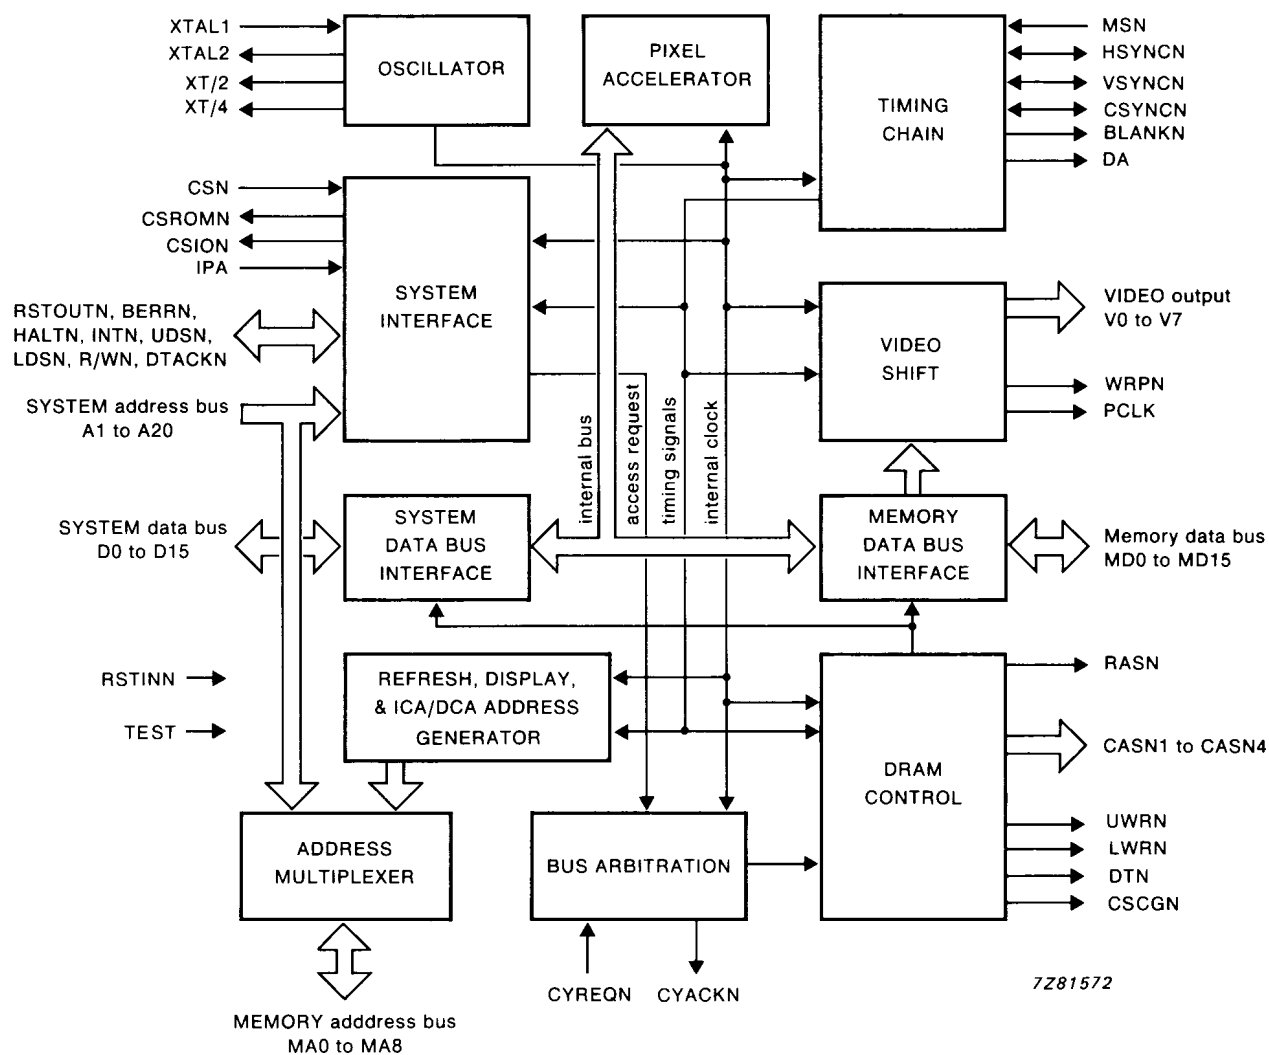 XTAL1
XTAL2
XT/2
XT/4
OSCILLATOR
PIXEL
ACCELERATOR
TIMING
CHAIN
MSN
HSYNCN
VSYNCN
CSYNCN
BLANKN
DA
CSN
CSROMN
CSION
IPA
RSTOUTN, BERRN,
HALTN, INTN, UDSN,
LDSN, R/WN, DTACKN
SYSTEM address bus
A1 to A20
SYSTEM
INTERFACE
VIDEO
SHIFT
VIDEO output
V0 to V7
WRPN
PCLK
internal bus
access request
timing signals
internal clock
SYSTEM data bus
D0 to D15
SYSTEM
DATA BUS
INTERFACE
MEMORY
DATA BUS
INTERFACE
Memory data bus
MD0 to MD15
RSTINN
TEST
REFRESH, DISPLAY,
& ICA/DCA ADDRESS
GENERATOR
DRAM
CONTROL
RASN
CASN1 to CASN4
UWRN
LWRN
DTN
CSCGN
ADDRESS
MULTIPLEXER
BUS ARBITRATION
CYREQN
CYACKN
7Z81572
MEMORY adddress bus
MA0 to MA8